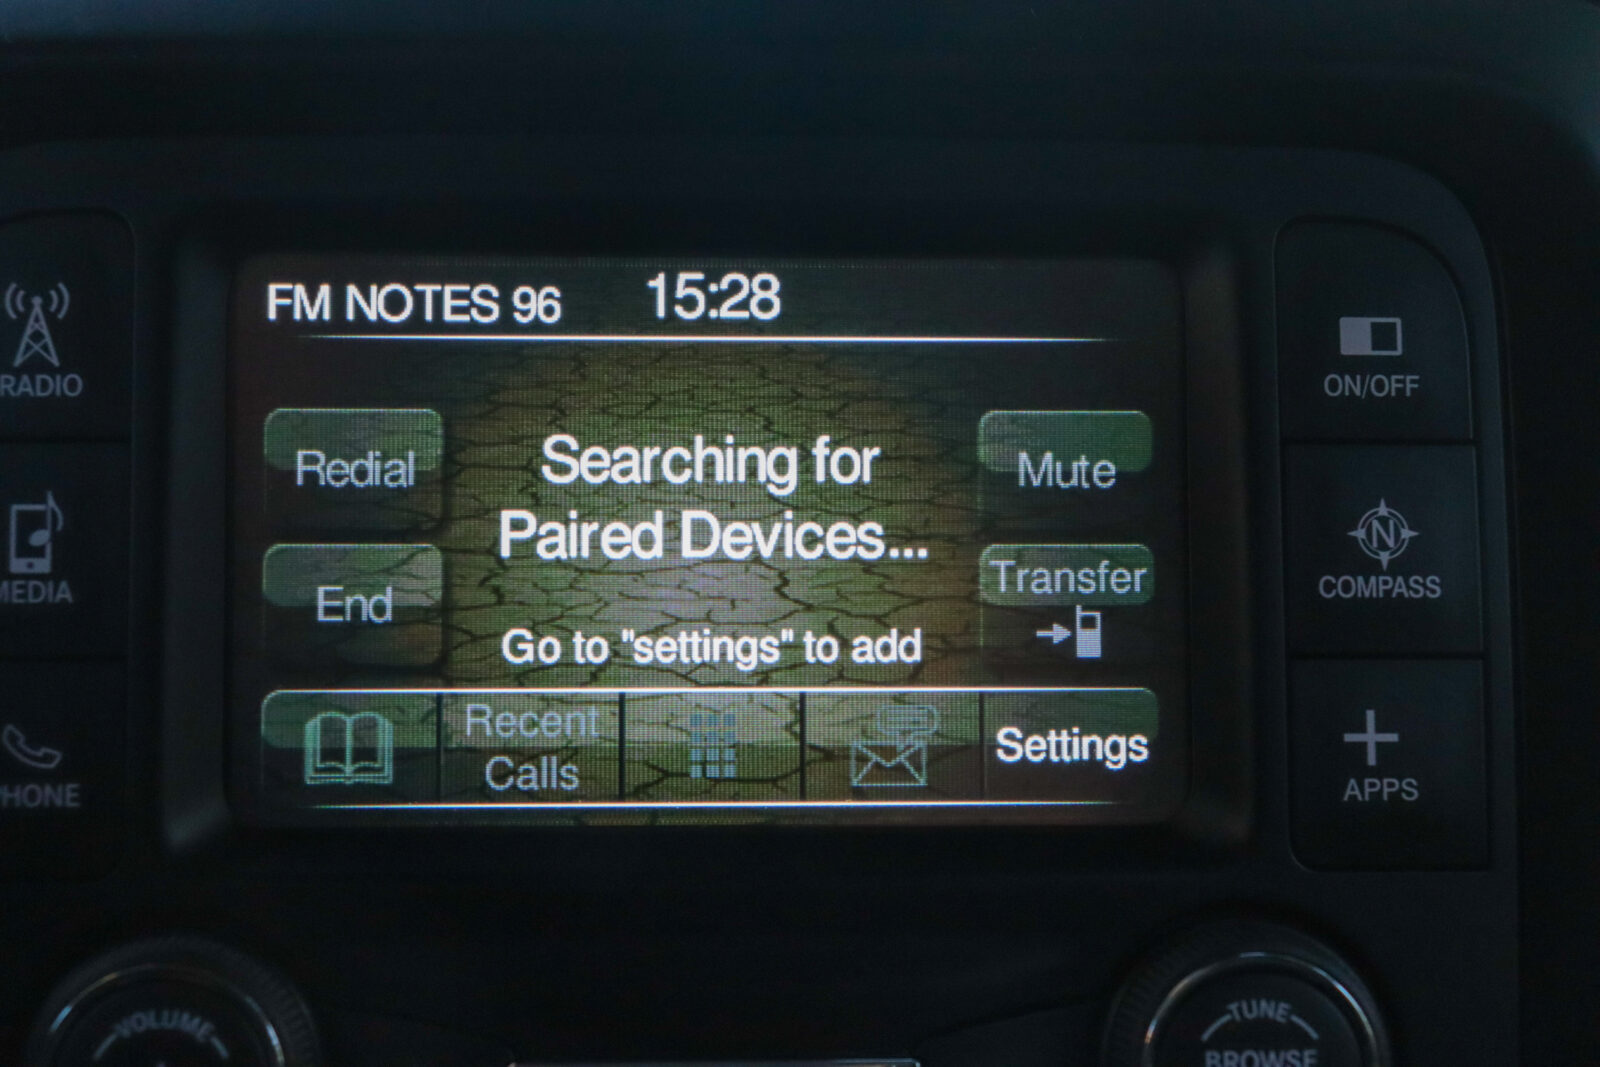 FM NOTES 96
15:28
RADIO
ON/OFF
Redial
Searching for
Paired Devices...
Mute
MEDIA
N
COMPASS
End
Transfer
Go to "settings" to add
Recent
Calls
Settings
PHONE
APPS
VOLUME
TUNE
BROWSE